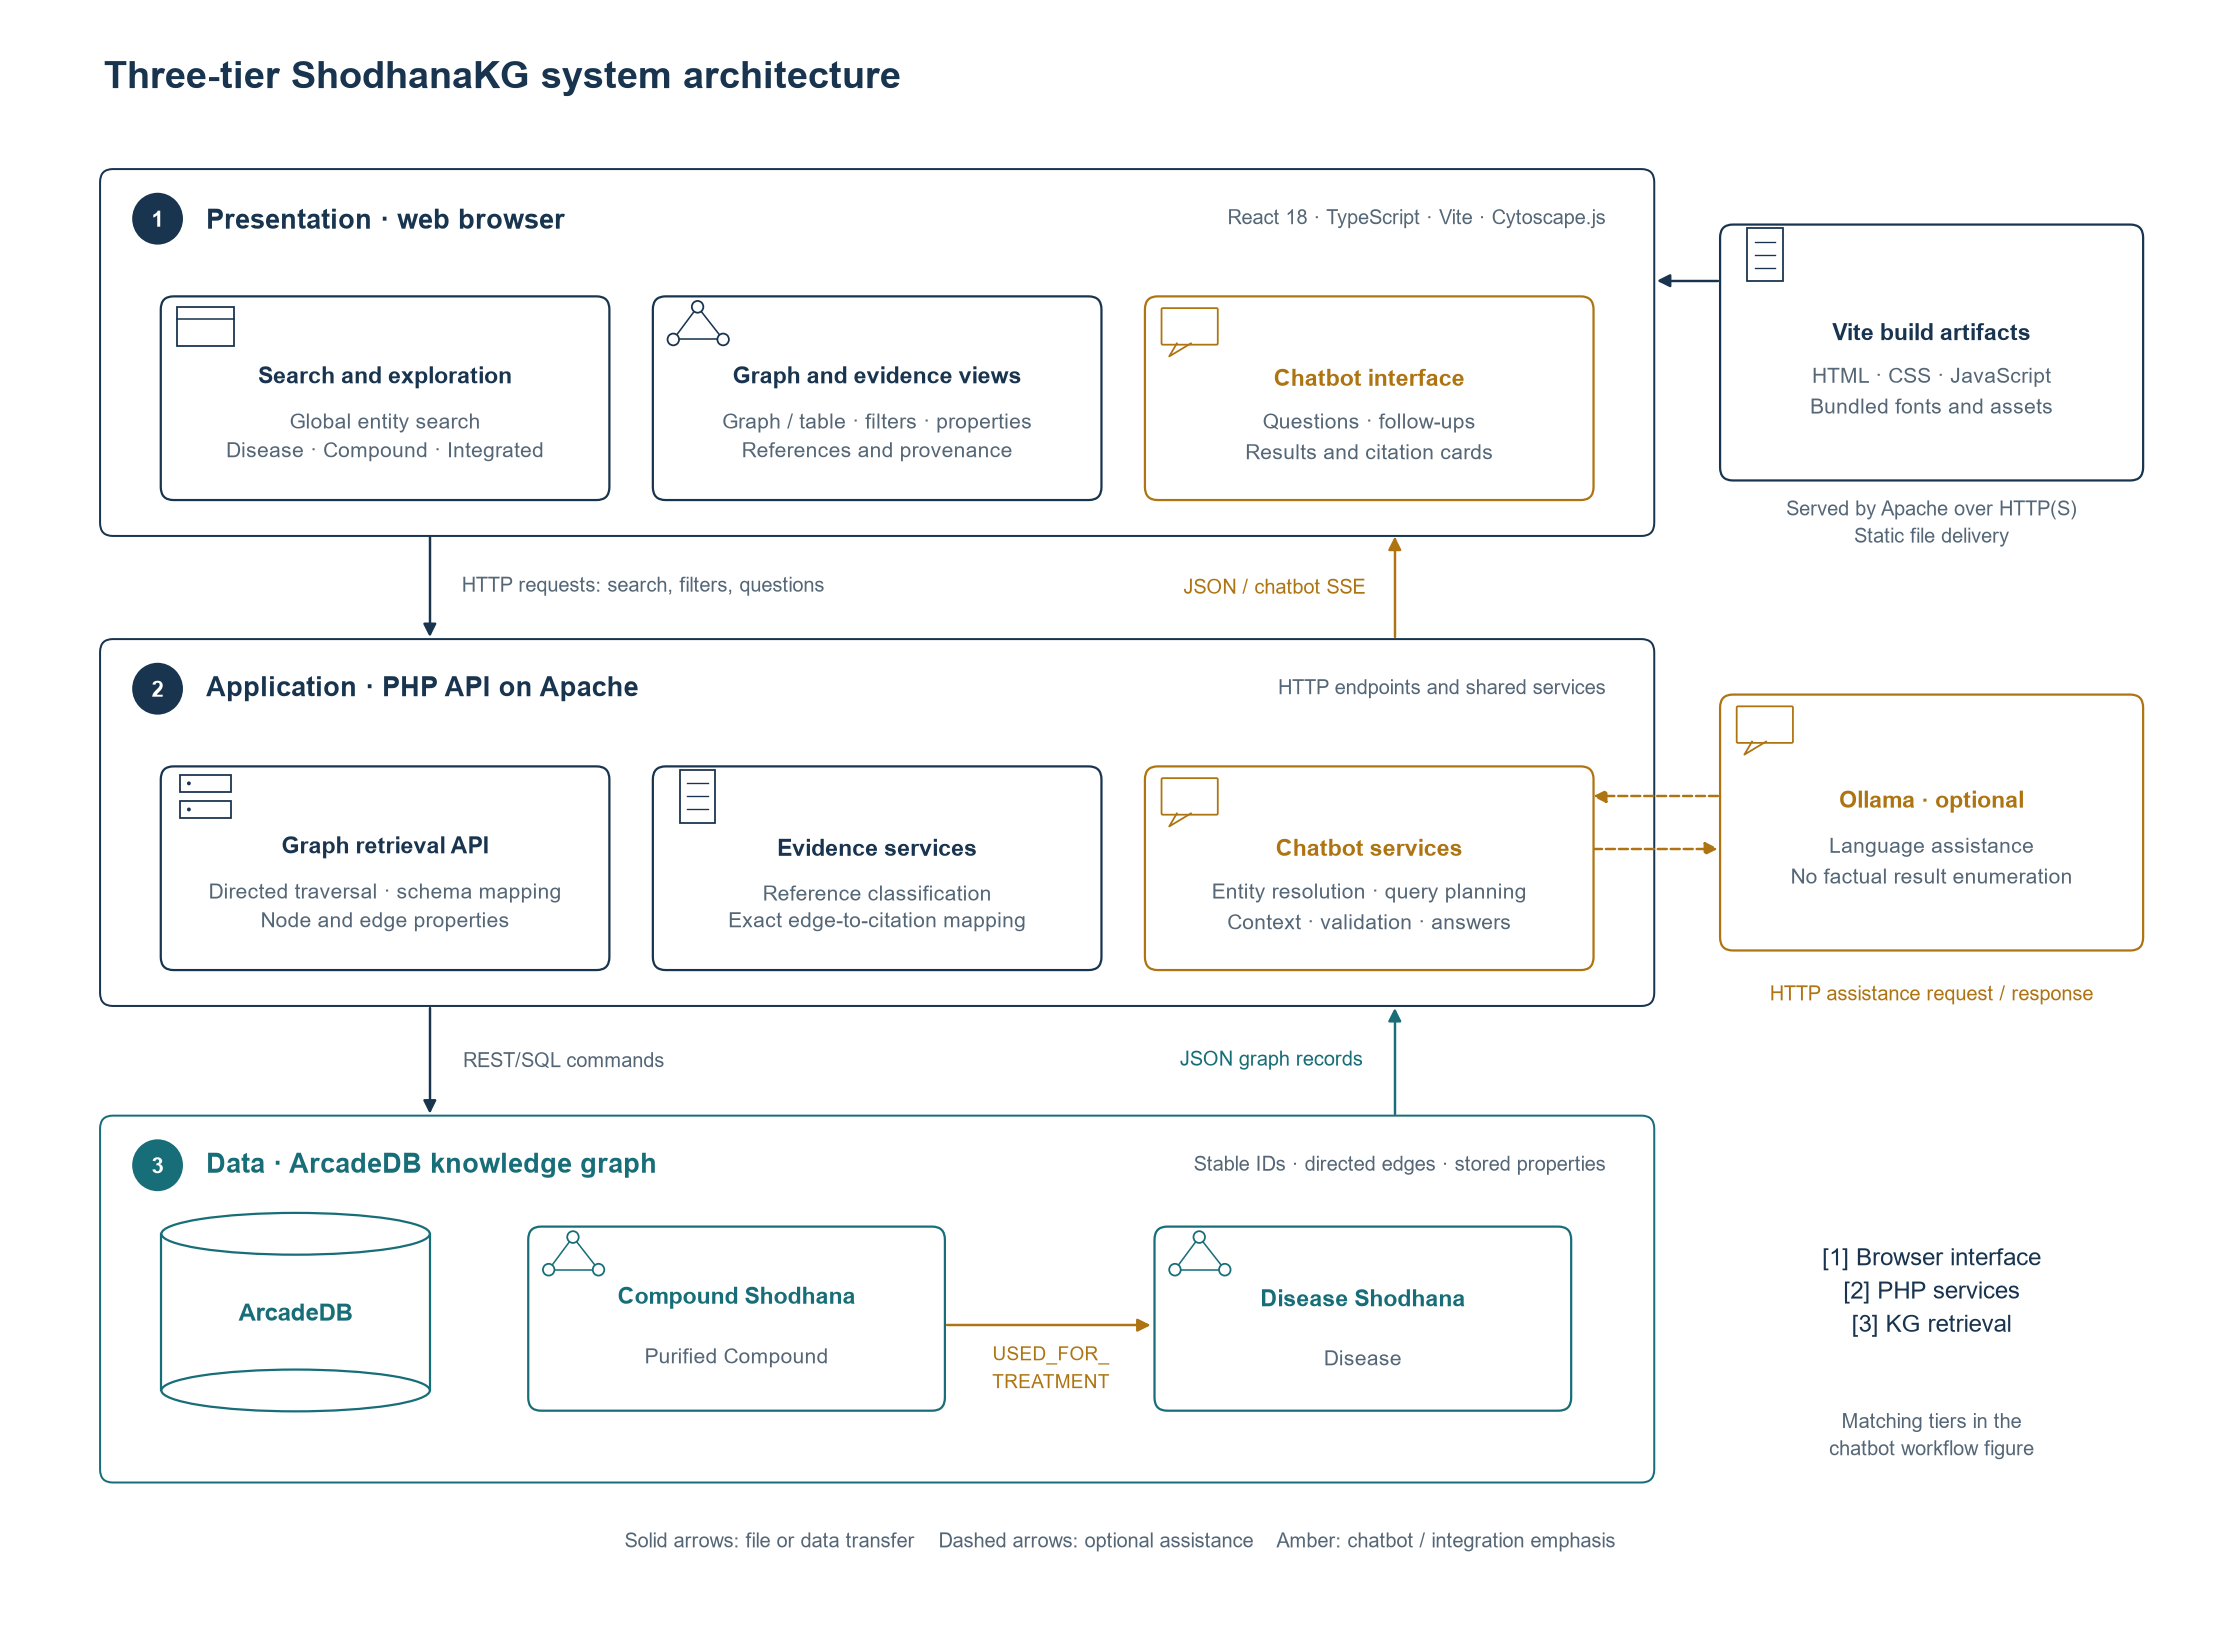 Three-tier ShodhanaKG system architecture
1
Presentation · web browser
React 18 · TypeScript · Vite · Cytoscape.js
Search and exploration
Global entity search
Disease · Compound · Integrated
Graph and evidence views
Graph / table · filters · properties
References and provenance
Chatbot interface
Questions · follow-ups
Results and citation cards
Vite build artifacts
HTML · CSS · JavaScript
Bundled fonts and assets
Served by Apache over HTTP(S)
Static file delivery
HTTP requests: search, filters, questions
JSON / chatbot SSE
2
Application · PHP API on Apache
HTTP endpoints and shared services
Graph retrieval API
Directed traversal · schema mapping
Node and edge properties
Evidence services
Reference classification
Exact edge-to-citation mapping
Chatbot services
Entity resolution · query planning
Context · validation · answers
Ollama · optional
Language assistance
No factual result enumeration
HTTP assistance request / response
REST/SQL commands
JSON graph records
3
Data · ArcadeDB knowledge graph
Stable IDs · directed edges · stored properties
ArcadeDB
Compound Shodhana
Purified Compound
USED_FOR_
TREATMENT
Disease Shodhana
Disease
[1] Browser interface
[2] PHP services
[3] KG retrieval
Matching tiers in the
chatbot workflow figure
Solid arrows: file or data transfer Dashed arrows: optional assistance Amber: chatbot / integration emphasis